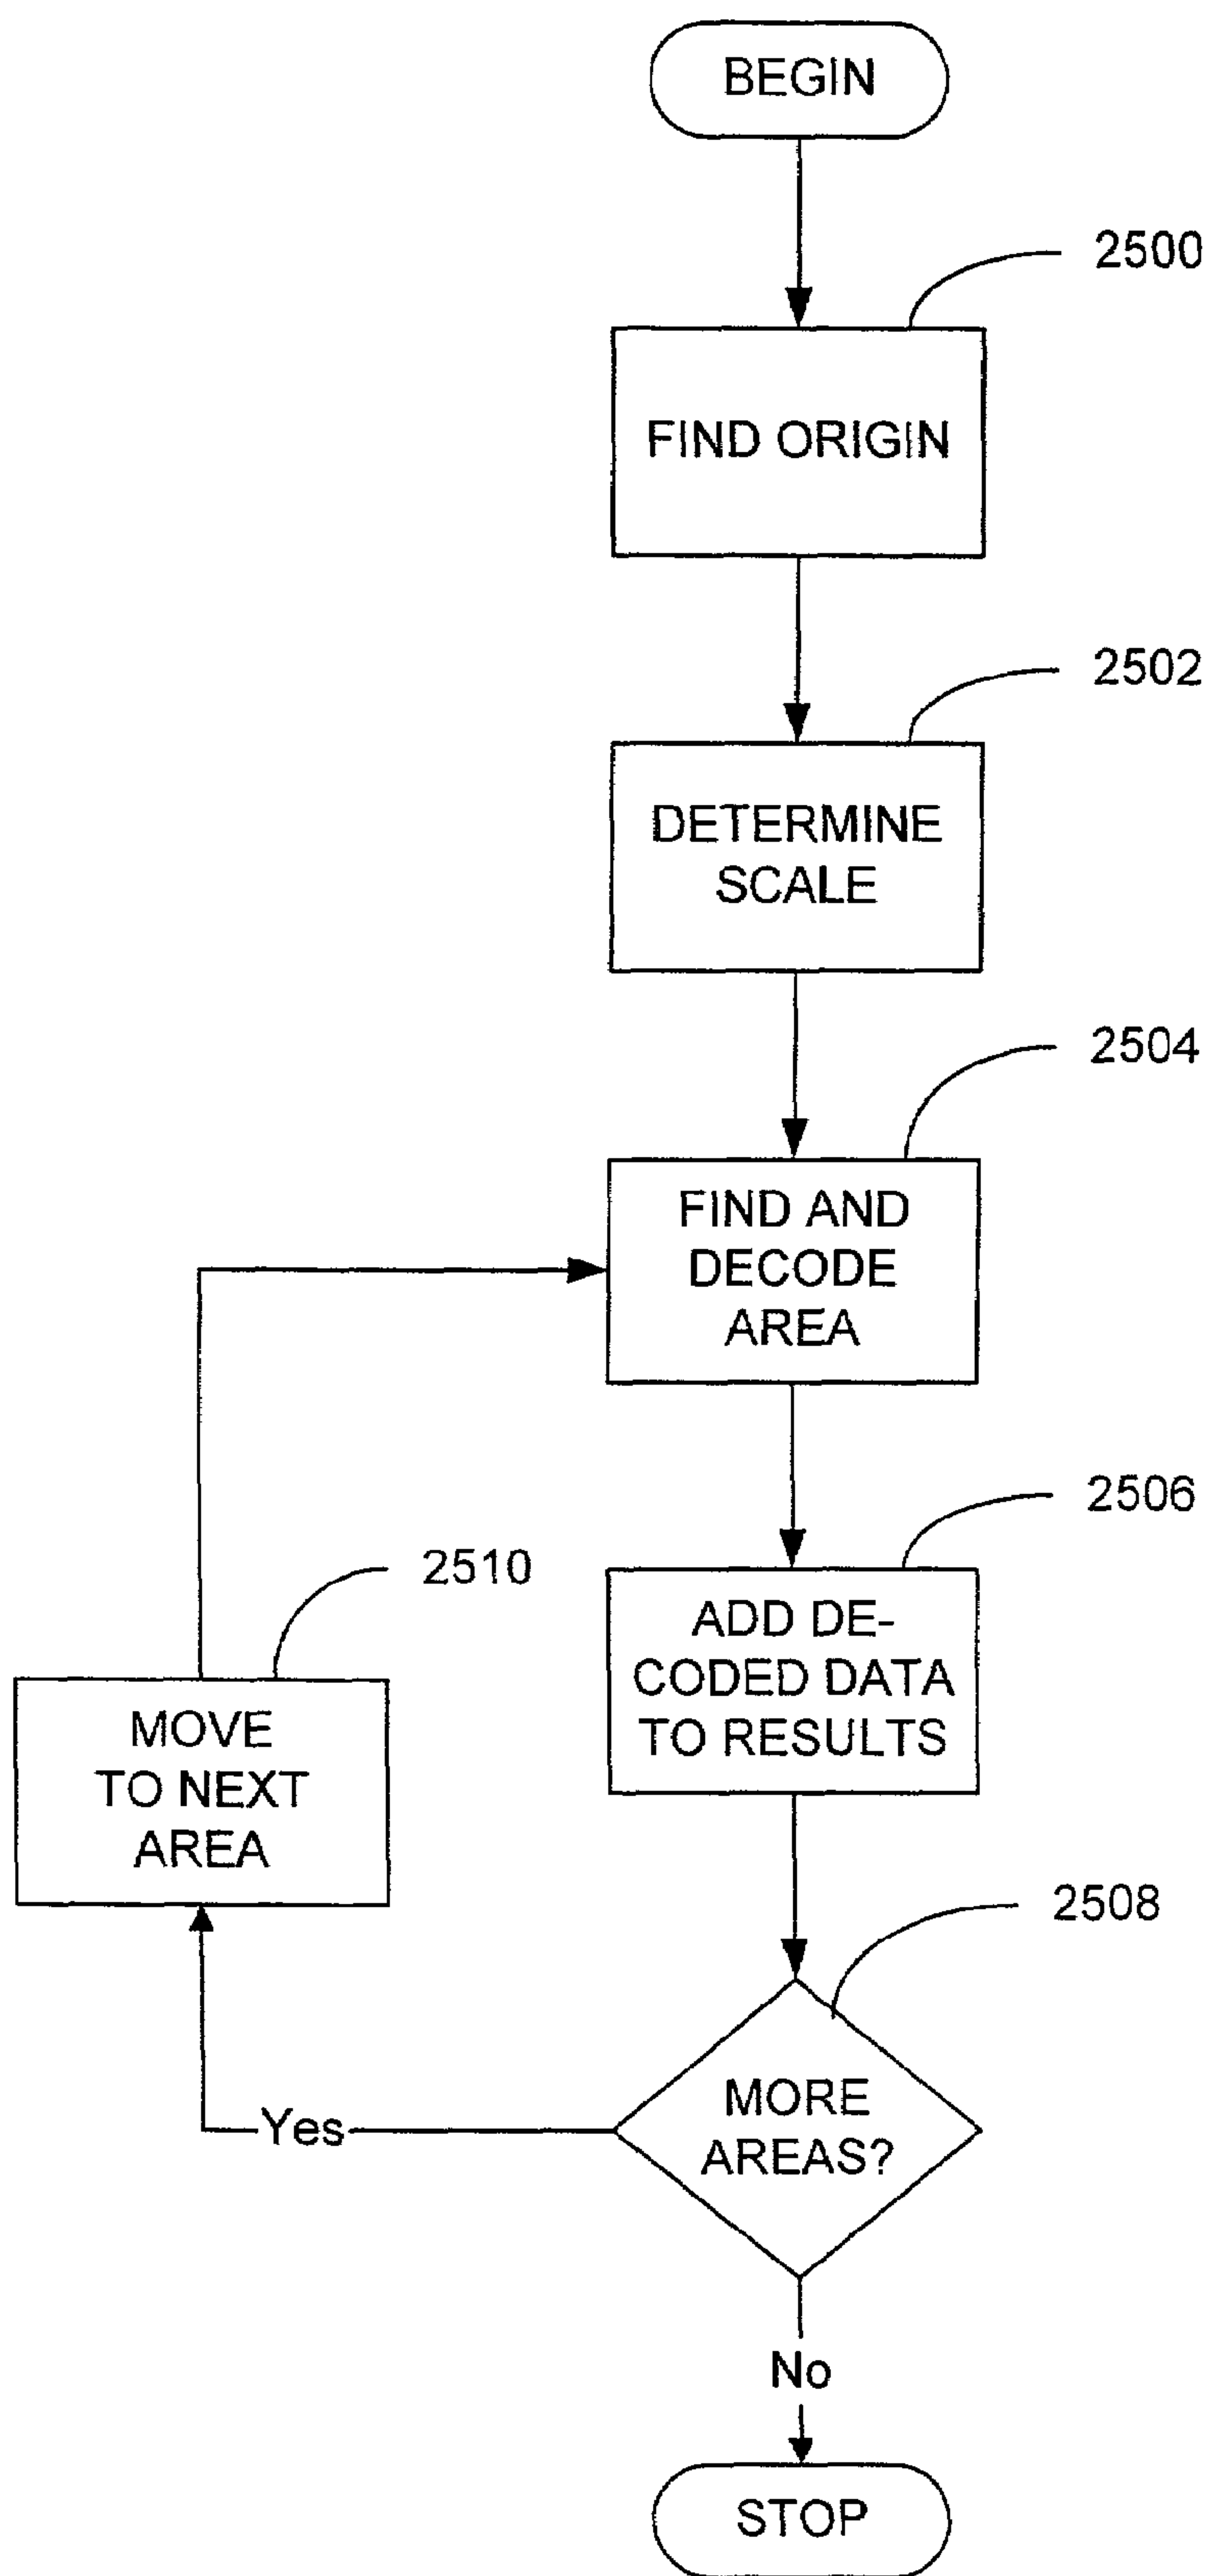 BEGIN
2500
FIND ORIGIN
2502
DETERMINE
SCALE
2504
FIND AND
DECODE
AREA
2506
ADD DE-
CODED DATA
TO RESULTS
2510
MOVE
TO NEXT
AREA
2508
MORE
AREAS?
Yes
No
STOP